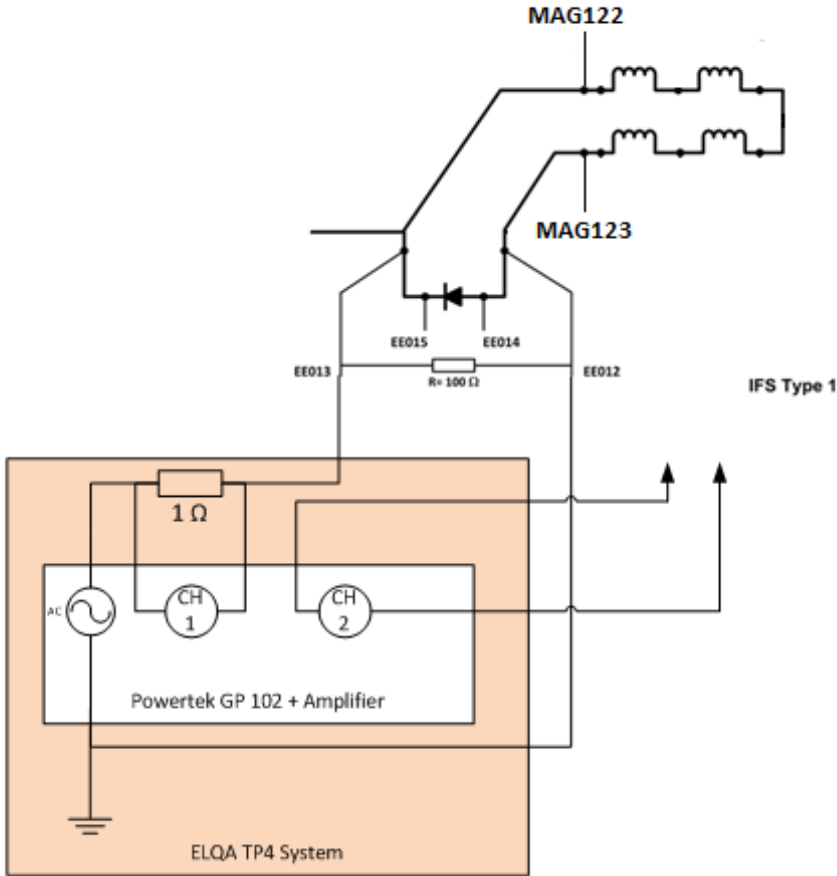 MAG122
MAG123
EE015
EE014
EE013
EE012
R= 100 Ω
IFS Type 1
1 Ω
AC
CH
1
CH
2
Powertek GP 102 + Amplifier
ELQA TP4 System